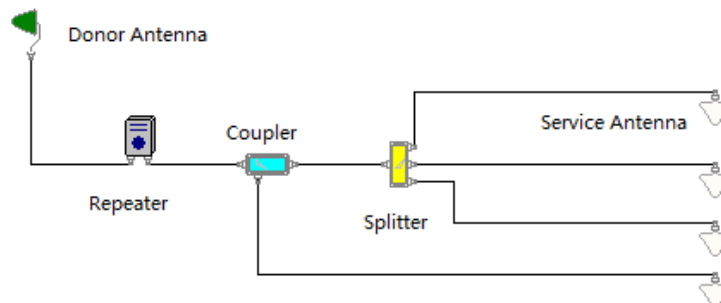 Donor Antenna
Coupler
Service Antenna
Repeater
Splitter